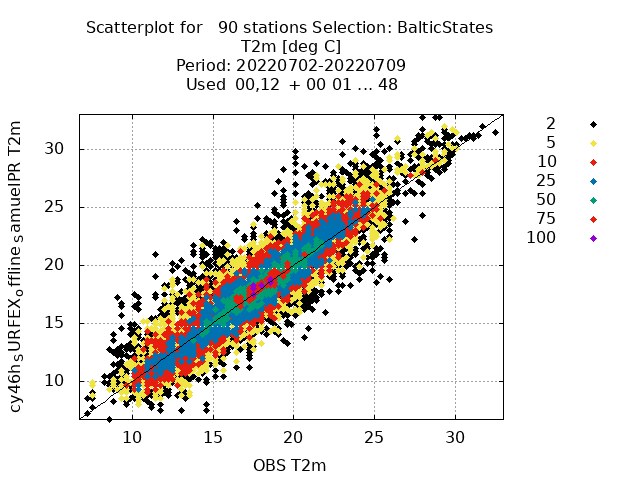 Scatterplot for 90 stations Selection: BalticStates
T2m [deg C]
Period: 20220702-20220709
Used 00,12 + 00 01 ... 48
cy46h_SURFEX_offline_samuelPR T2m
30
25
20
15
10
10 15 20 25 30
OBS T2m
2
5
10
25
50
75
100